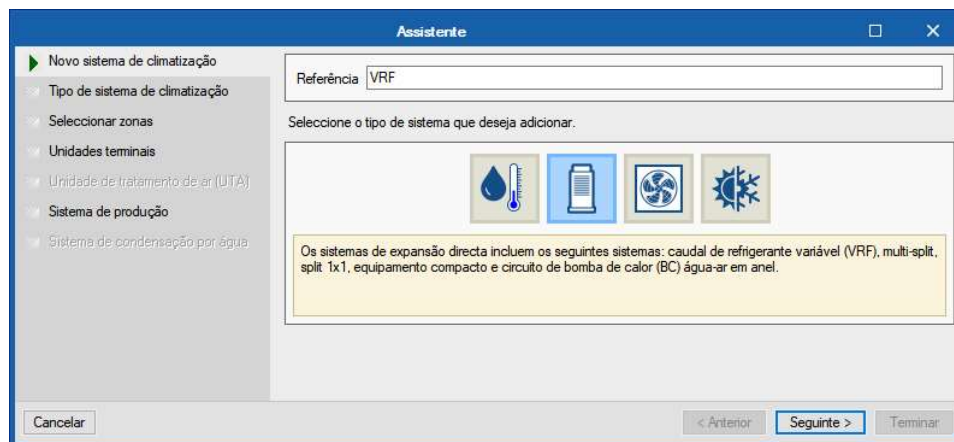 Assistente
Novo sistema de climatização
Tipo de sistema de climatização
Seleccionar zonas
Unidades terminais
Unidade de tratamento de ar (UTA)
Sistema de produção
Sistema de condensação por água
Referência VRF
Seleccione o tipo de sistema que deseja adicionar.
Os sistemas de expansão directa incluem os seguintes sistemas: caudal de refrigerante variável (VRF), multi-split,
split 1x1, equipamento compacto e circuito de bomba de calor (BC) água-ar em anel.
Cancelar
< Anterior
Seguinte >
Terminar